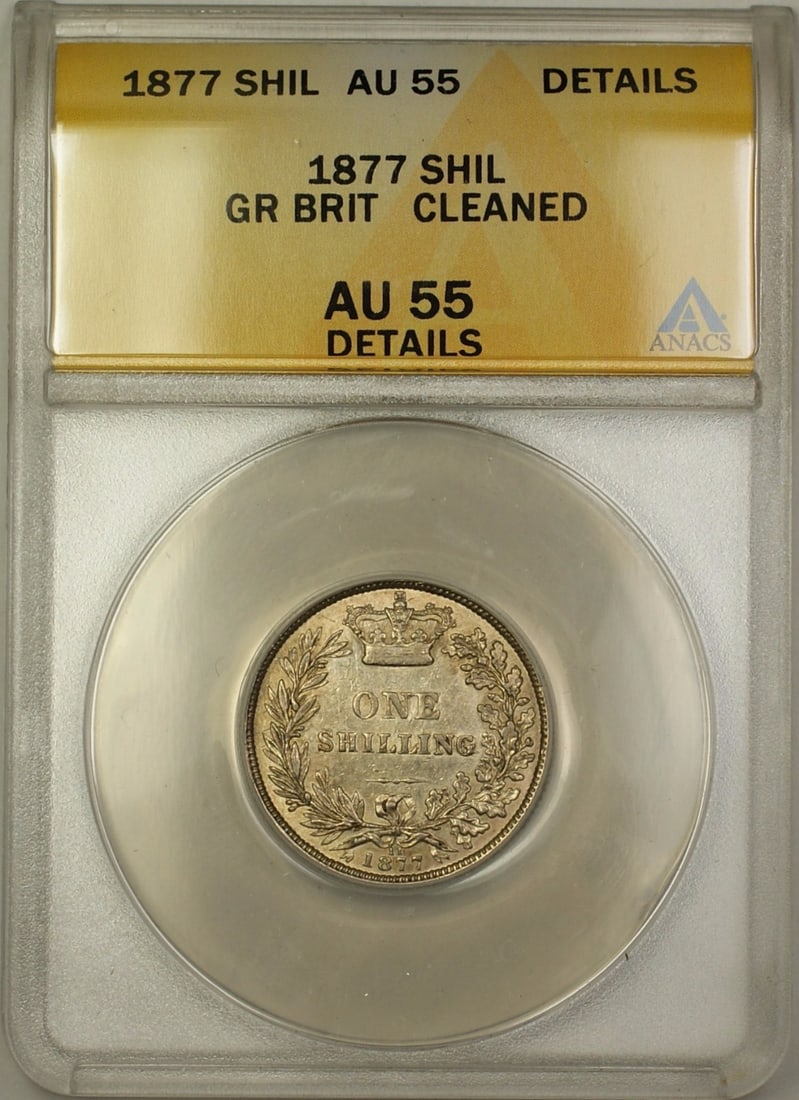 1877 SHIL AU 55 DETAILS
1877 SHIL
GR BRIT CLEANED
AU 55
DETAILS
ANACS
ONE
SHILLING
1877